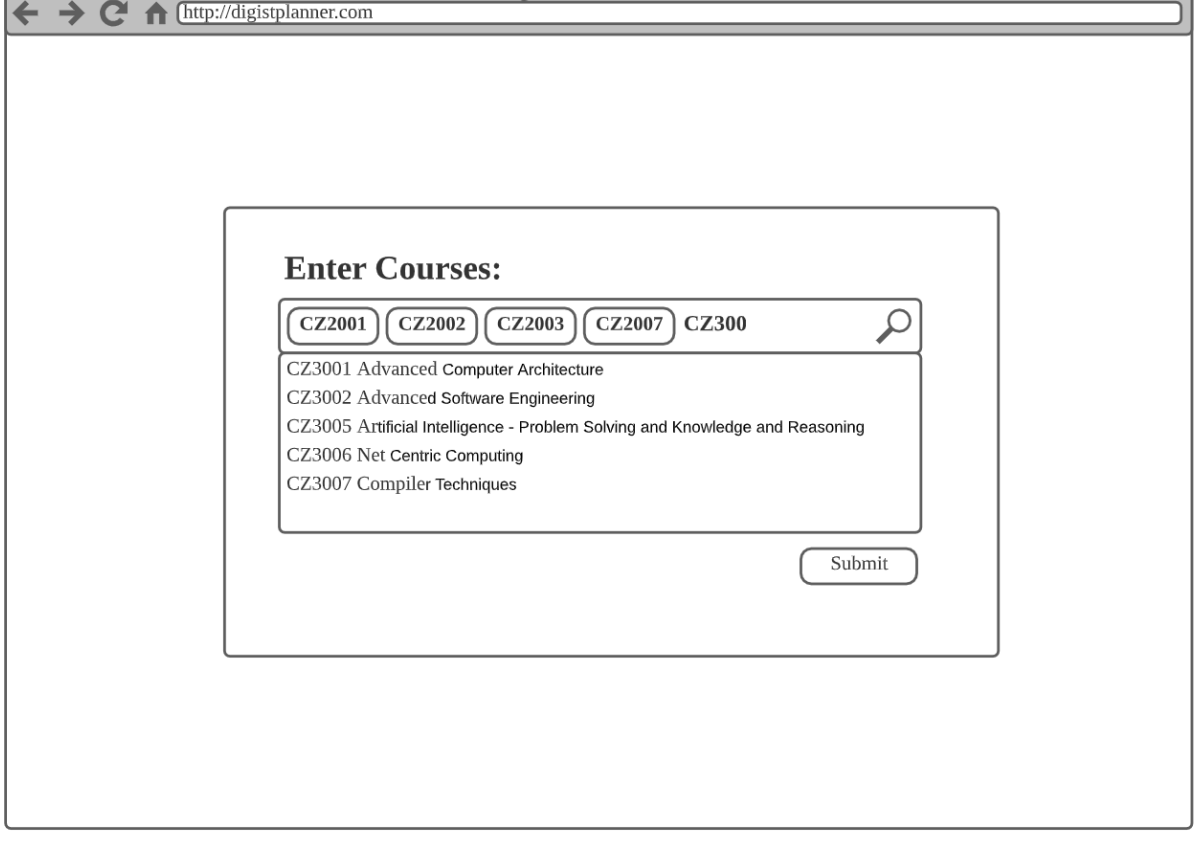 http://digistplanner.com
Enter Courses:
CZ2001 CZ2002 CZ2003 CZ2007 CZ300
CZ3001 Advanced Computer Architecture
CZ3002 Advanced Software Engineering
CZ3005 Artificial Intelligence - Problem Solving and Knowledge and Reasoning
CZ3006 Net Centric Computing
CZ3007 Compiler Techniques
Submit